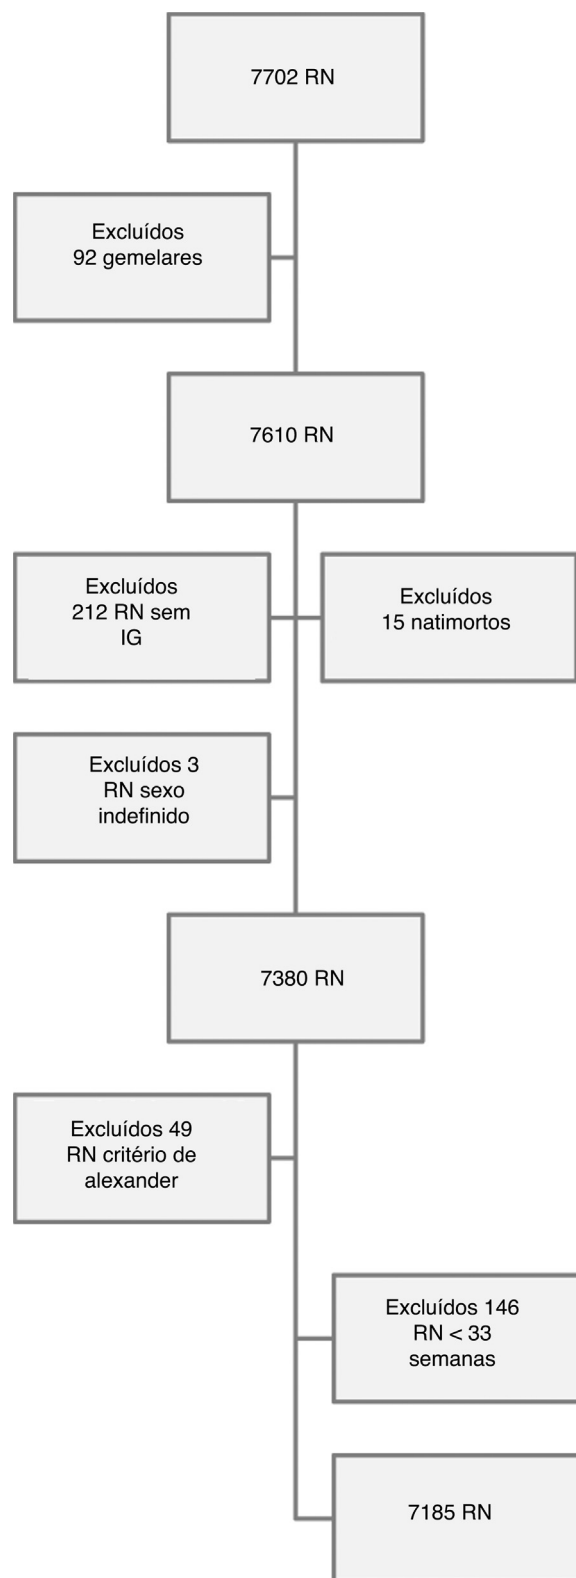 7702 RN
Excluídos
92 gemelares
7610 RN
Excluídos
212 RN sem
IG
Excluídos
15 natimortos
Excluídos 3
RN sexo
indefinido
7380 RN
Excluídos 49
RN critério de
alexander
Excluídos 146
RN < 33
semanas
7185 RN